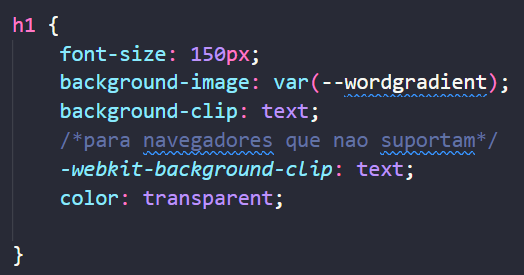 h1 {
font-size: 150px;
background-image: var(--wordgradient);
background-clip: text;
/*para navegadores que nao suportam*/
-webkit-background-clip: text;
color: transparent;
}